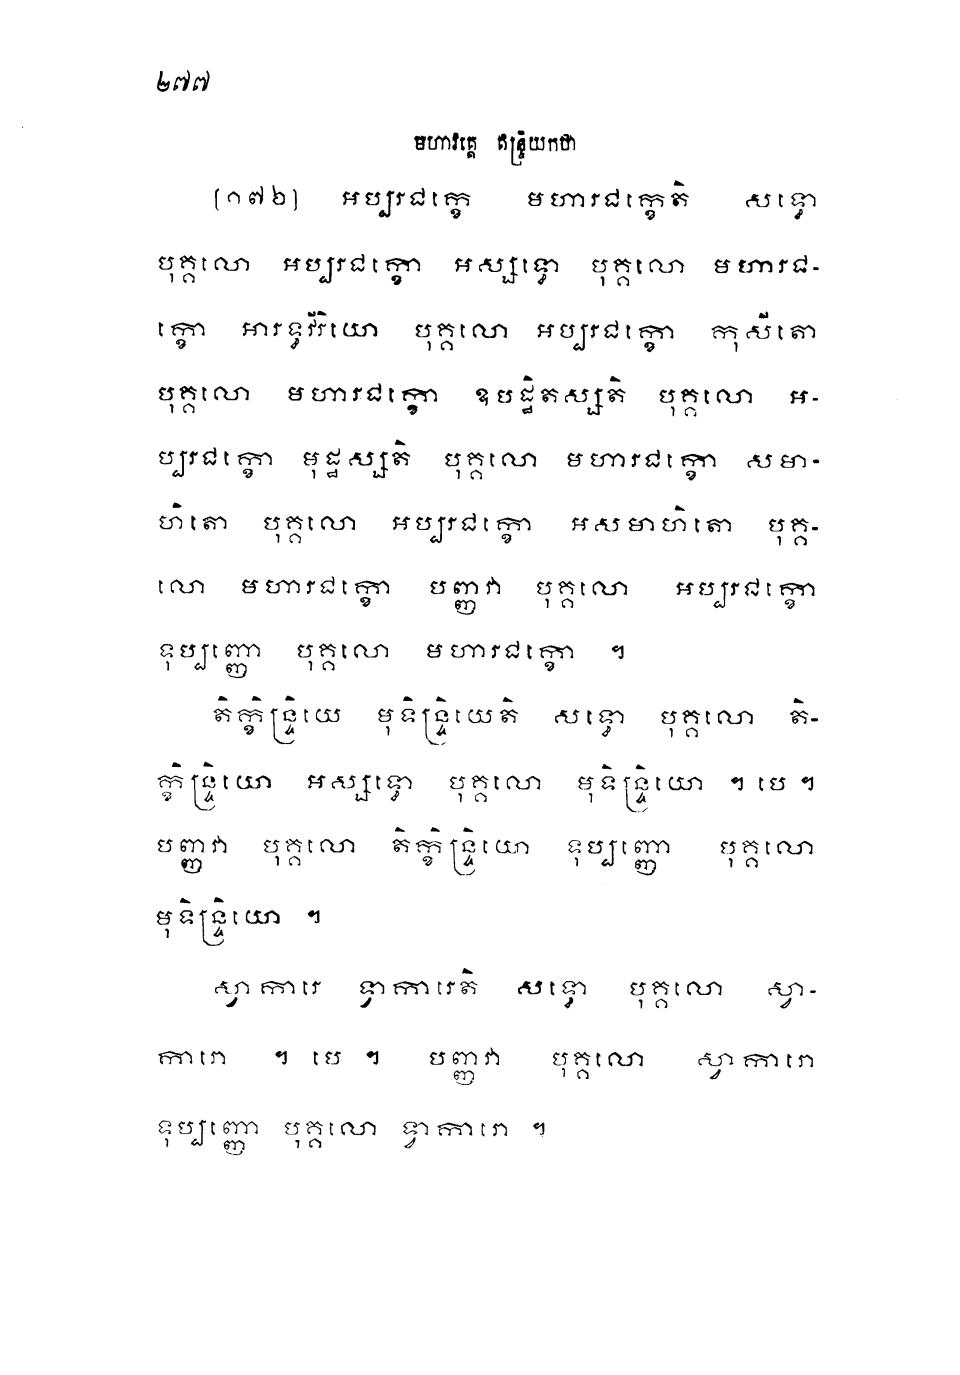 ២៧៧
មហាវគ្គេ ឥន្ទ្រិយកថា
(១៧៦) អប្បរជក្ខេ មហារជក្ខេតិ សទ្ធោ
បុគ្គលោ អប្បរជក្ខោ អស្សទ្ធោ បុគ្គលោ មហារជ-
ក្ខោ អារទ្ធវីរិយោ បុគ្គលោ អប្បរជក្ខោ កុសីតោ
បុគ្គលោ មហារជក្ខោ ឧបដ្ឋិតស្សតិ បុគ្គលោ អ-
ប្បរជក្ខោ មុដ្ឋស្សតិ បុគ្គលោ មហារជក្ខោ សមា-
ហិតោ បុគ្គលោ អប្បរជក្ខោ អសមាហិតោ បុគ្គ-
លោ មហារជក្ខោ បញ្ញវា បុគ្គលោ អប្បរជក្ខោ
ទុប្បញ្ញោ បុគ្គលោ មហារជក្ខោ ។
តិក្ខិន្ទ្រិយេ មុទិន្ទ្រិយេតិ សទ្ធោ បុគ្គលោ តិ-
ក្ខិន្ទ្រិយោ អស្សទ្ធោ បុគ្គលោ មុទិន្ទ្រិយោ ។ បេ ។
បញ្ញវា បុគ្គលោ តិក្ខិន្ទ្រិយោ ទុប្បញ្ញោ បុគ្គលោ
មុទិន្ទ្រិយោ ។
ស្វាការេ ទ្វាការេតិ សទ្ធោ បុគ្គលោ ស្វា-
ការោ ។ បេ ។ បញ្ញវា បុគ្គលោ ស្វាការោ
ទុប្បញ្ញោ បុគ្គលោ ទ្វាការោ ។